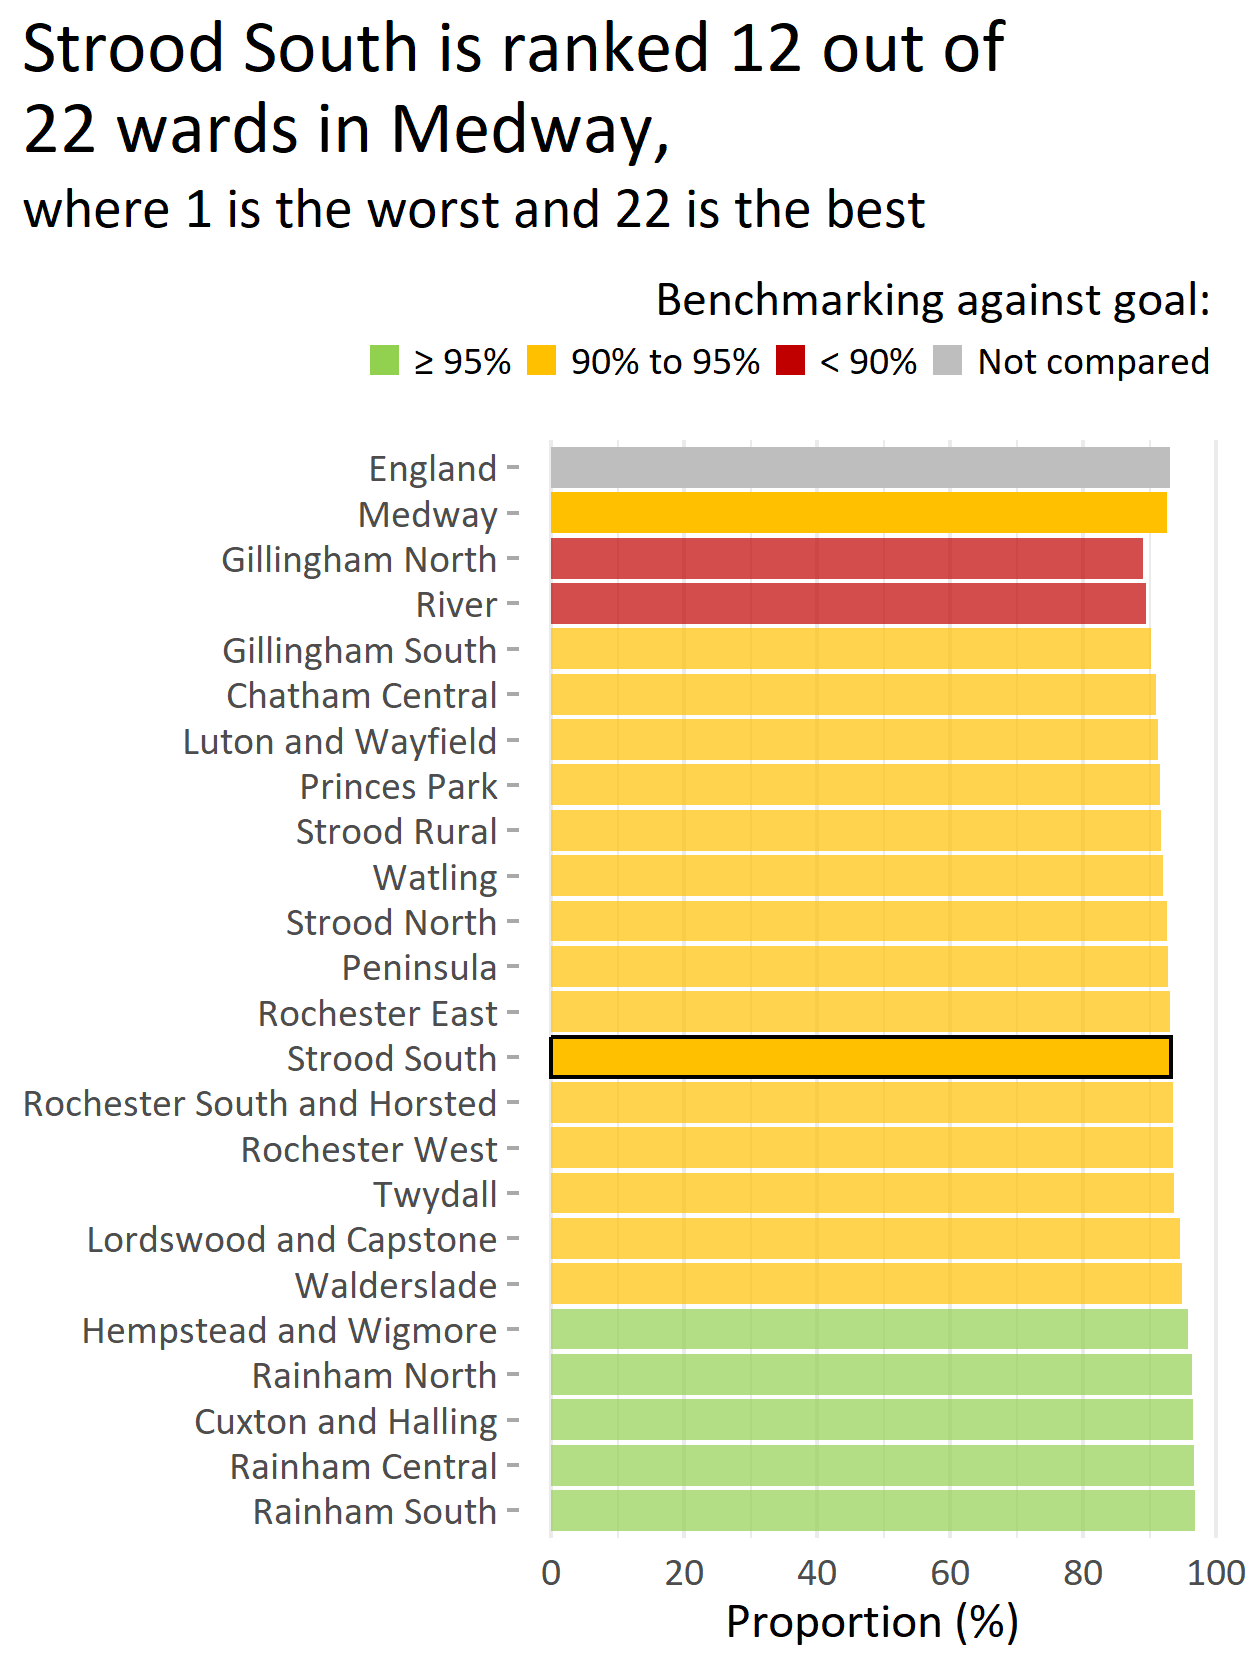 Strood South is ranked 12 out of
22 wards in Medway,
where 1 is the worst and 22 is the best
Benchmarking against goal:
≥ 95% 90% to 95% < 90% Not compared
England
Medway
Gillingham North
River
Gillingham South
Chatham Central
Luton and Wayfield
Princes Park
Strood Rural
Watling
Strood North
Peninsula
Rochester East
Strood South
Rochester South and Horsted
Rochester West
Twydall
Lordswood and Capstone
Walderslade
Hempstead and Wigmore
Rainham North
Cuxton and Halling
Rainham Central
Rainham South
0 20 40 60 80 100
Proportion (%)